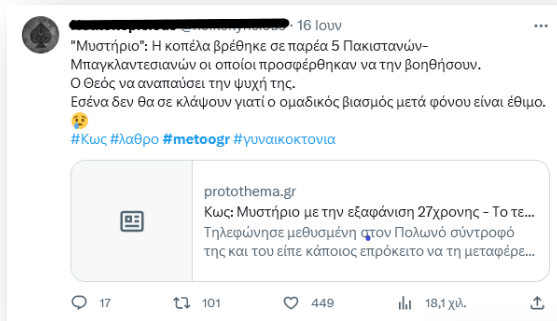 · 16 Ιουν
"Μυστήριο": Η κοπέλα βρέθηκε σε παρέα 5 Πακιστανών-
Μπαγκλαντεσιανών οι οποίοι προσφέρθηκαν να την βοηθήσουν.
Ο Θεός να αναπαύσει την ψυχή της.
Εσένα δεν θα σε κλάψουν γιατί ο ομαδικός βιασμός μετά φόνου είναι έθιμο.
😢
#Κως #λαθρο #metoogr #γυναικοκτονια
protothema.gr
Κως: Μυστήριο με την εξαφάνιση 27χρονης - Το τε...
Τηλεφώνησε μεθυσμένη στον Πολωνό σύντροφό
της και του είπε κάποιος επρόκειτο να τη μεταφέρε...
17 101 449 18,1 χιλ.